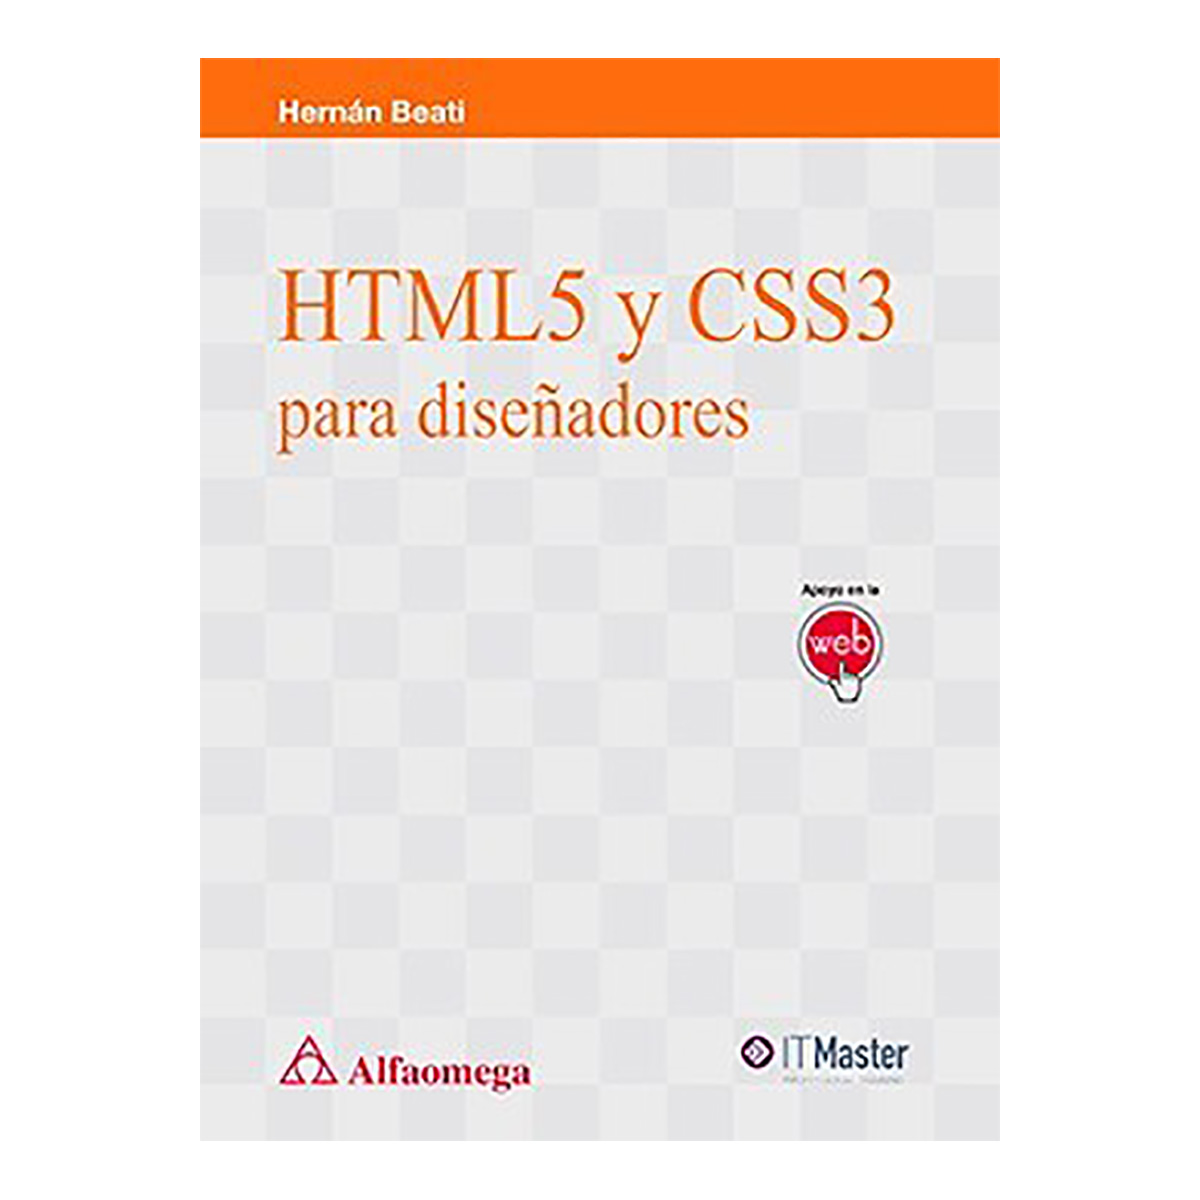 Hernán Beati
HTML5 y CSS3
para diseñadores
Apoyo en la
web
Alfaomega
ITMaster